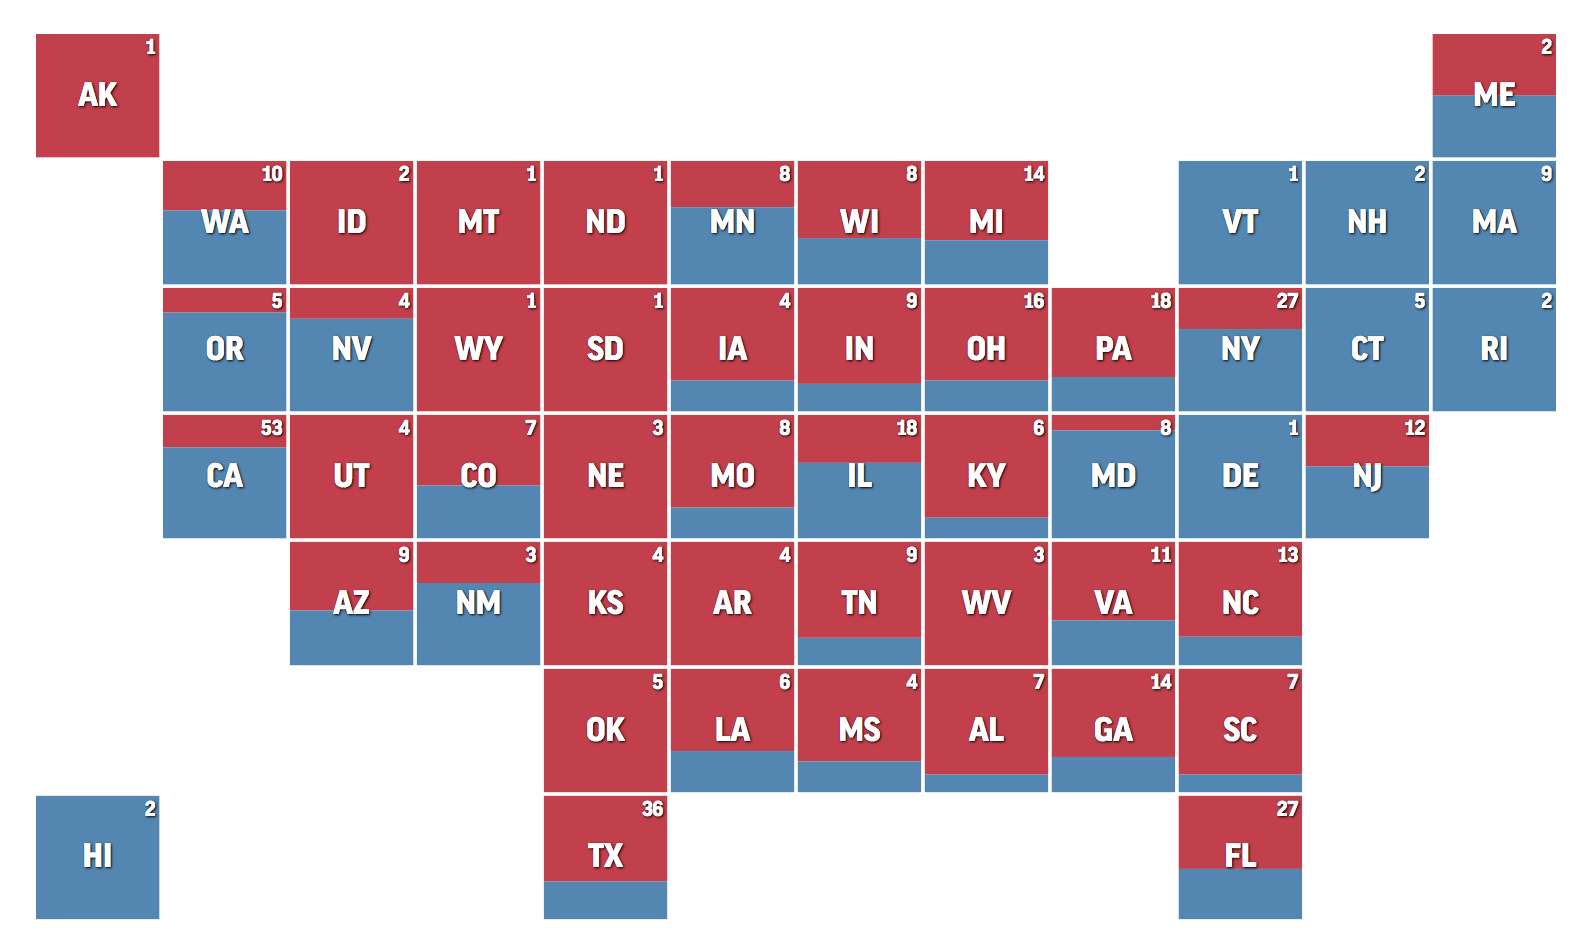 1
AK
2
ME
10
WA
2
ID
1
MT
1
ND
8
MN
8
WI
14
MI
1
VT
2
NH
9
MA
5
OR
4
NV
1
WY
1
SD
4
IA
9
IN
16
OH
18
PA
27
NY
5
CT
2
RI
53
CA
4
UT
7
CO
3
NE
8
MO
18
IL
6
KY
8
MD
1
DE
12
NJ
9
AZ
3
NM
4
KS
4
AR
9
TN
3
WV
11
VA
13
NC
5
OK
6
LA
4
MS
7
AL
14
GA
7
SC
2
HI
36
TX
27
FL